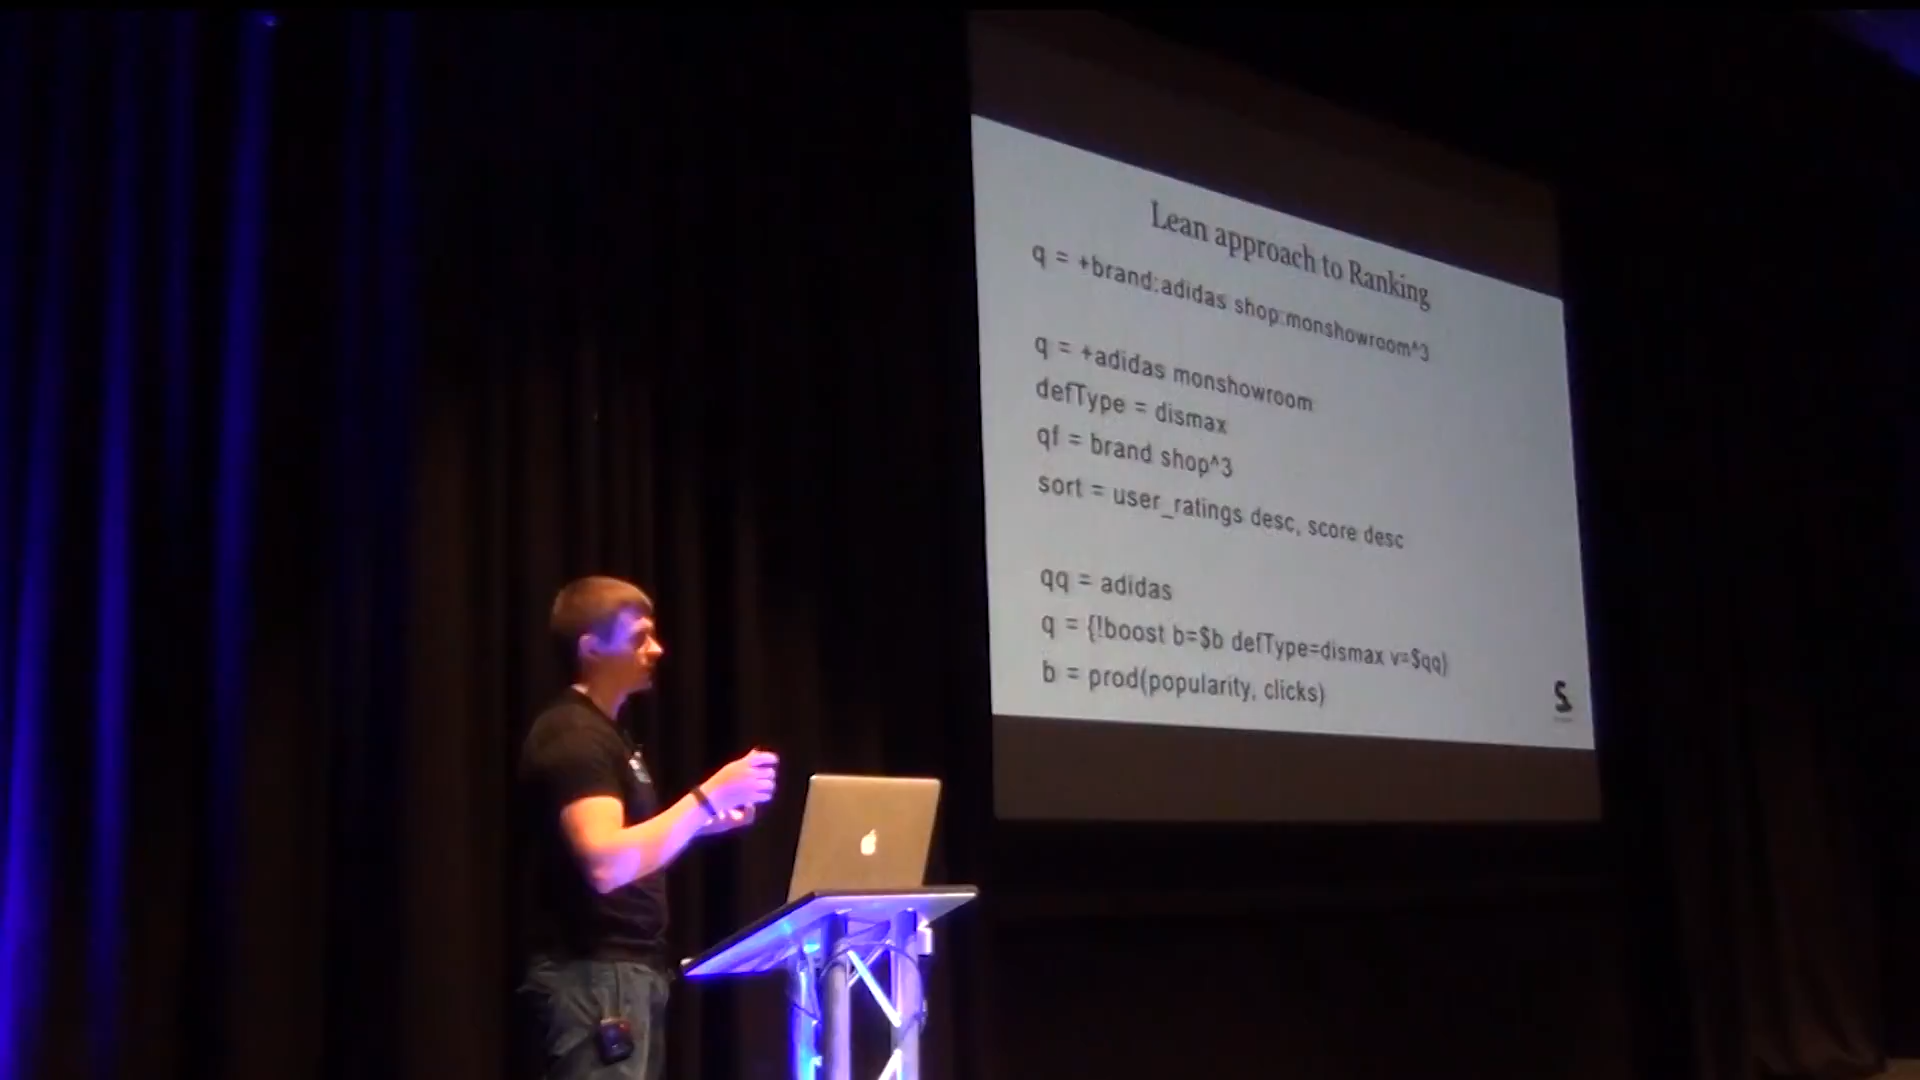 Lean approach to Ranking
q = +brand:adidas shop:monshowroom^3
q = +adidas monshowroom
defType = dismax
qf = brand shop^3
sort = user_ratings desc, score desc
qq = adidas
q = {!boost b=$b defType=dismax v=$qq}
b = prod(popularity, clicks)
S